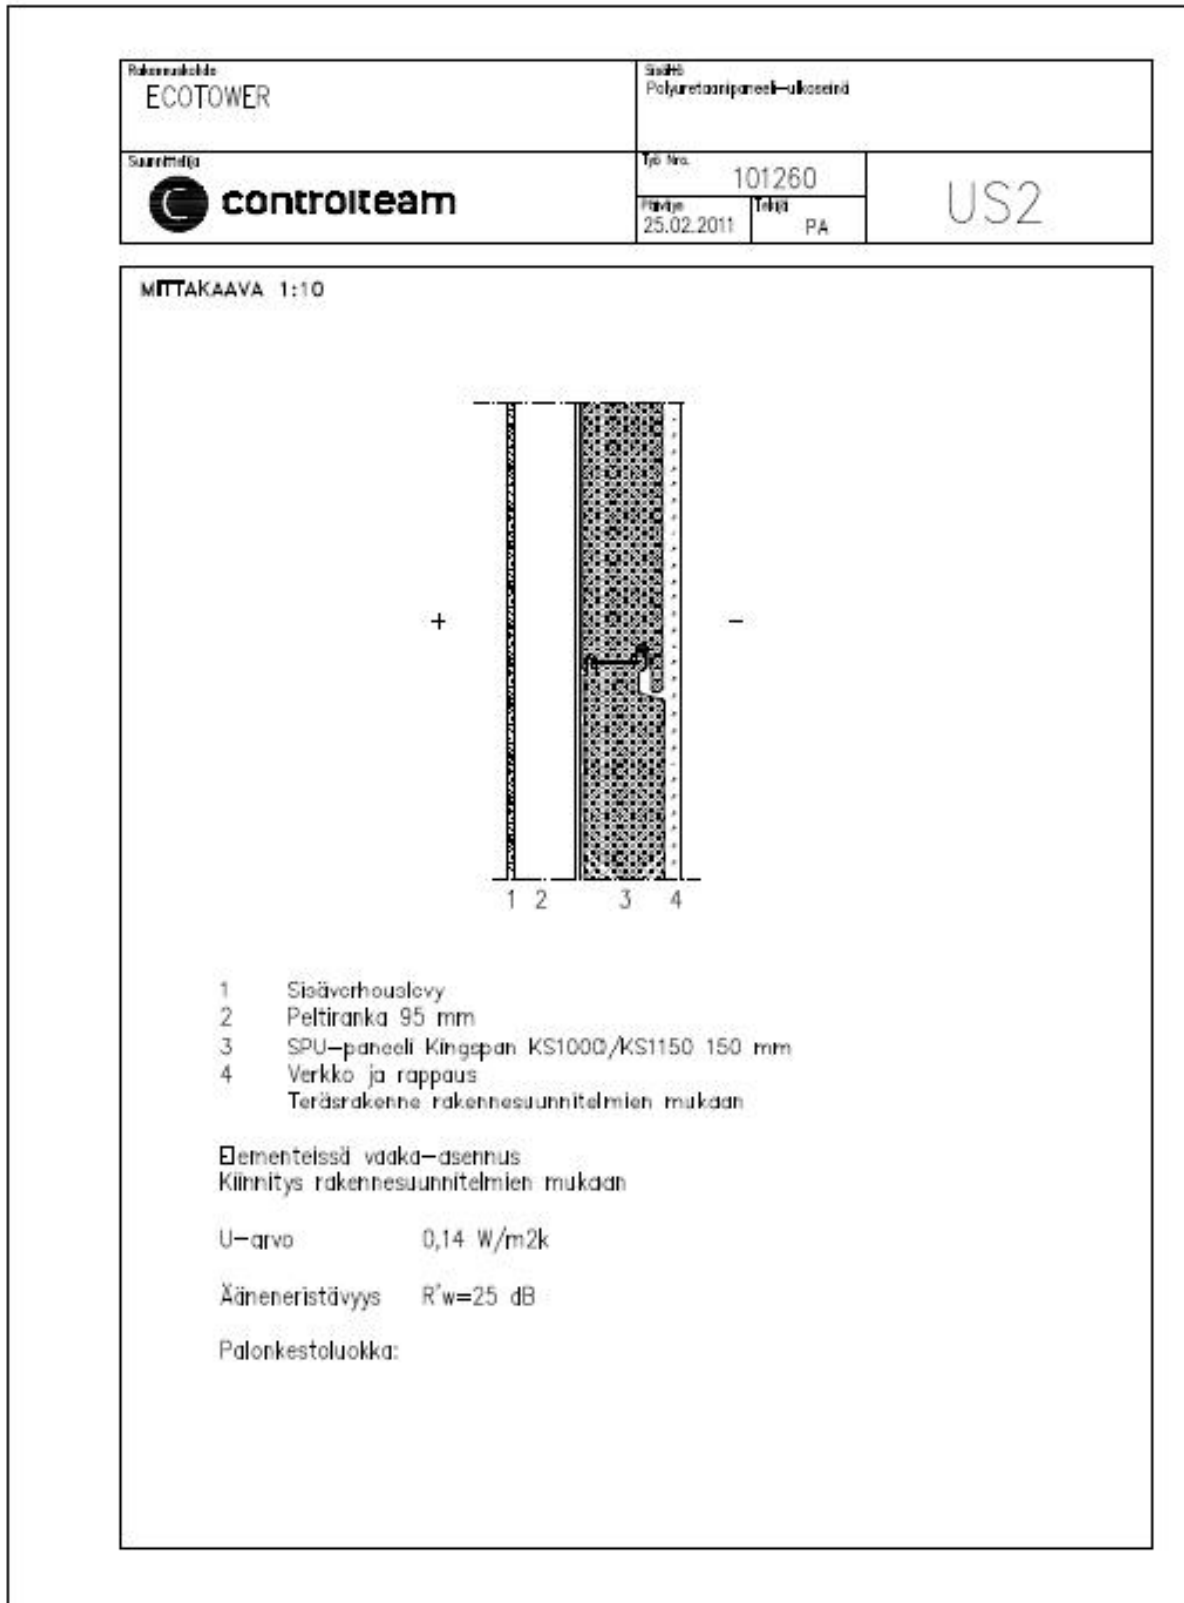 Rakennuskohde
ECOTOWER
Sisältö
Polyuretaanipaneeli-ulkoseinä
Suunnittelija
controlteam
Työ Nro.
101260
Päiväys
25.02.2011
Tekijä
PA
US2
MITTAKAAVA 1:10
+
-
1 2 3 4
1 Sisäverhouslevy
2 Peltiranka 95 mm
3 SPU-paneeli Kingspan KS1000/KS1150 150 mm
4 Verkko ja rappaus
Teräsrakenne rakennesuunnitelmien mukaan
Elementeissä vaaka-asennus
Kiinnitys rakennesuunnitelmien mukaan
U-arvo 0,14 W/m2k
Ääneneristävyys R'w=25 dB
Palonkestoluokka: